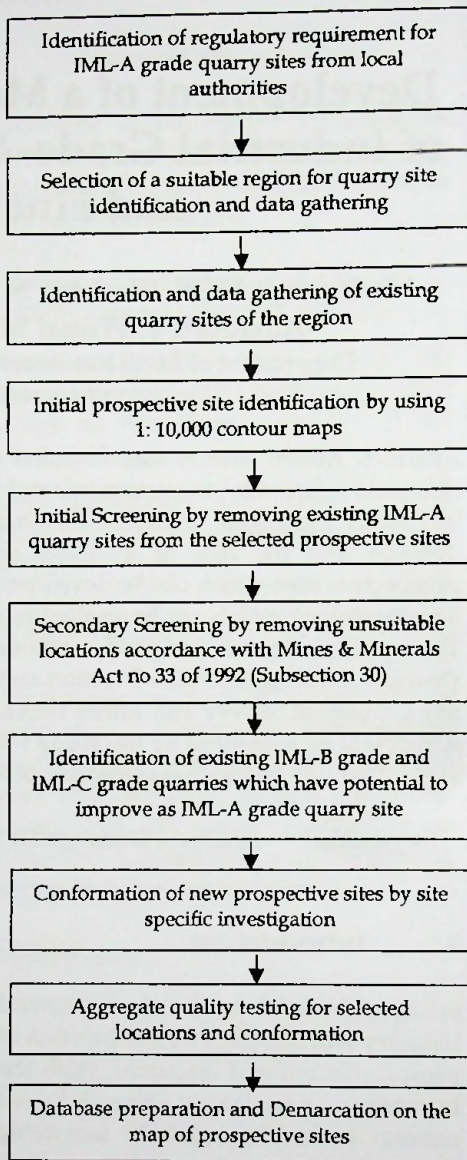 Identification of regulatory requirement for
IML-A grade quarry sites from local
authorities
Selection of a suitable region for quarry site
identification and data gathering
Identification and data gathering of existing
quarry sites of the region
Initial prospective site identification by using
1: 10,000 contour maps
Initial Screening by removing existing IML-A
quarry sites from the selected prospective sites
Secondary Screening by removing unsuitable
locations accordance with Mines & Minerals
Act no 33 of 1992 (Subsection 30)
Identification of existing IML-B grade and
IML-C grade quarries which have potential to
improve as IML-A grade quarry site
Conformation of new prospective sites by site
specific investigation
Aggregate quality testing for selected
locations and conformation
Database preparation and Demarcation on the
map of prospective sites